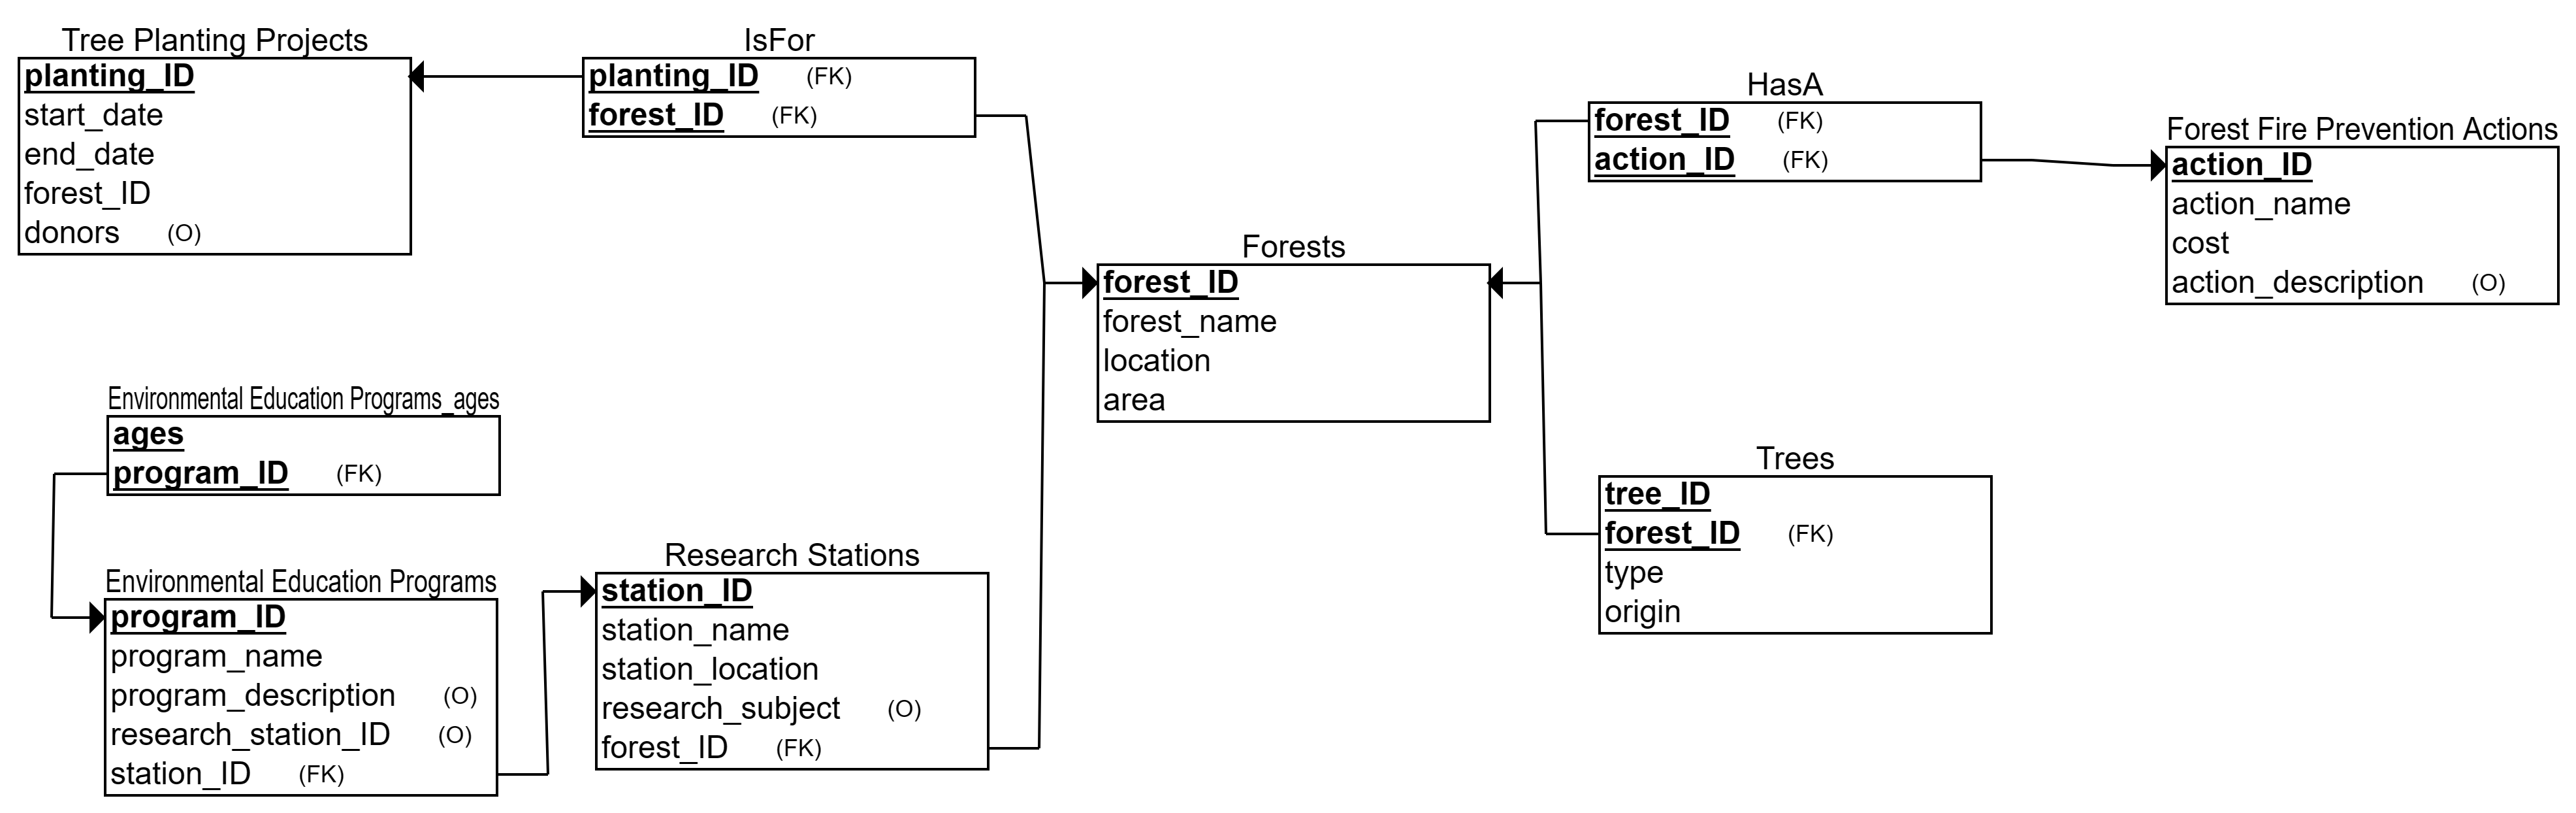 Tree Planting Projects
planting_ID
start_date
end_date
forest_ID
donors (O)
IsFor
planting_ID (FK)
forest_ID (FK)
HasA
forest_ID (FK)
action_ID (FK)
Forest Fire Prevention Actions
action_ID
action_name
cost
action_description (O)
Forests
forest_ID
forest_name
location
area
Environmental Education Programs_ages
ages
program_ID (FK)
Environmental Education Programs
program_ID
program_name
program_description (O)
research_station_ID (O)
station_ID (FK)
Research Stations
station_ID
station_name
station_location
research_subject (O)
forest_ID (FK)
Trees
tree_ID
forest_ID (FK)
type
origin